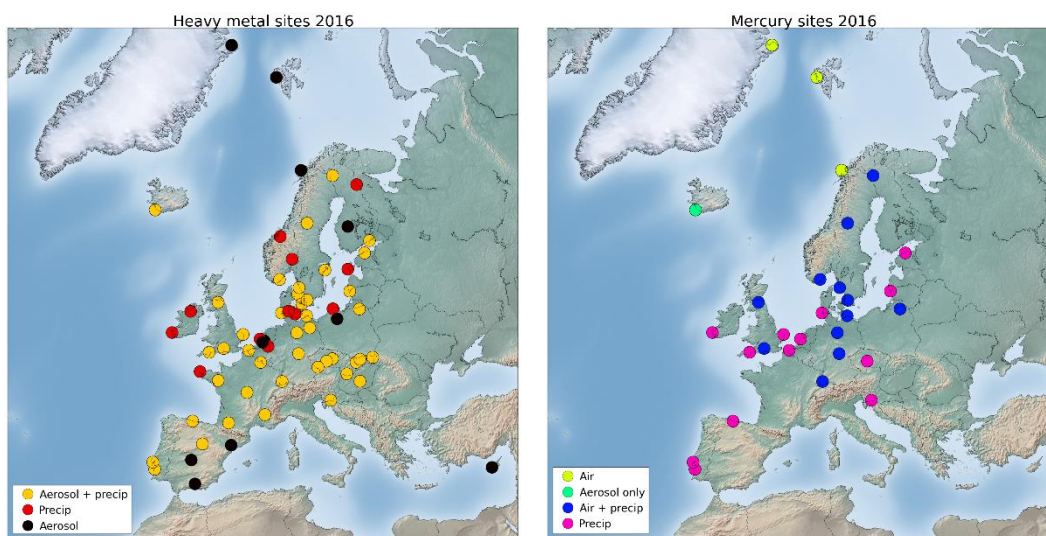 Heavy metal sites 2016
Aerosol + precip
Precip
Aerosol
Mercury sites 2016
Air
Aerosol only
Air + precip
Precip